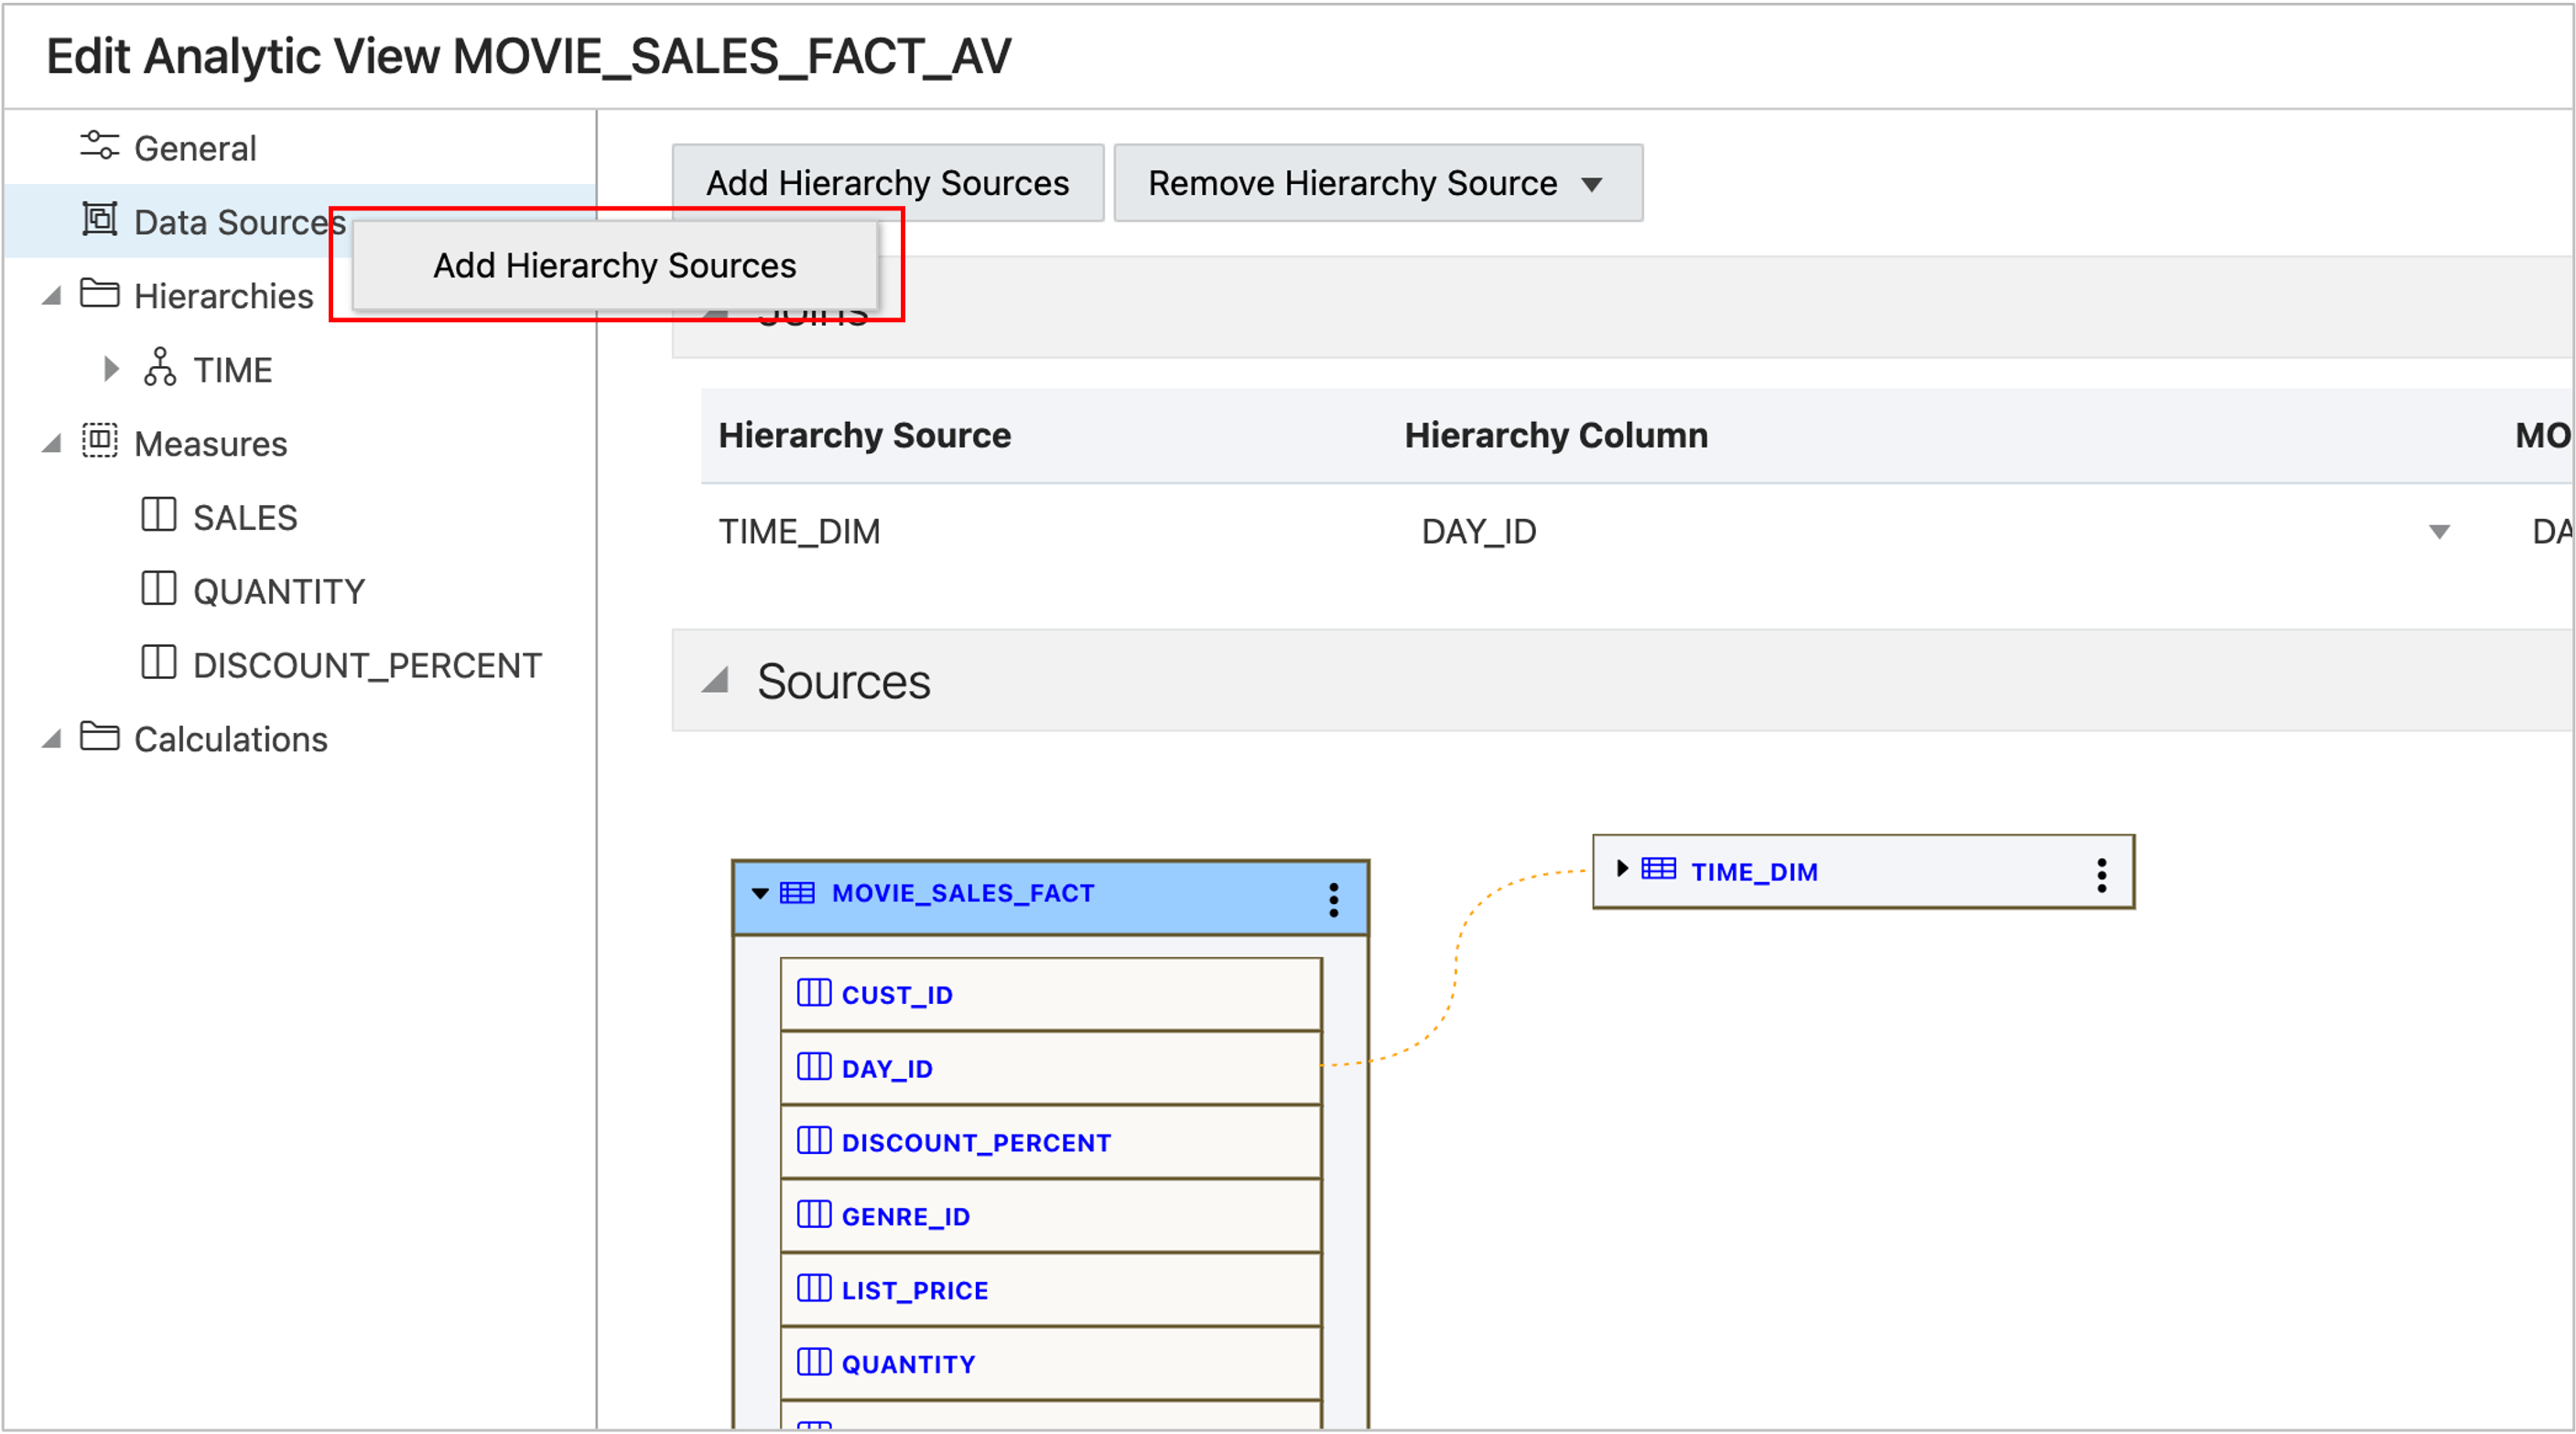 Edit Analytic View MOVIE_SALES_FACT_AV
General
Data Sources
Hierarchies
TIME
Measures
SALES
QUANTITY
DISCOUNT_PERCENT
Calculations
Add Hierarchy Sources
Remove Hierarchy Source
Add Hierarchy Sources
Joins
Hierarchy Source
Hierarchy Column
MO
TIME_DIM
DAY_ID
DA
Sources
MOVIE_SALES_FACT
CUST_ID
DAY_ID
DISCOUNT_PERCENT
GENRE_ID
LIST_PRICE
QUANTITY
TIME_DIM